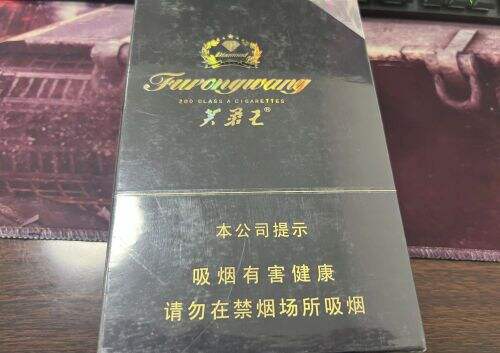 Diamond
Furongwang
200 CLASS A CIGARETTES
芙蓉王®
本公司提示
吸烟有害健康
请勿在禁烟场所吸烟